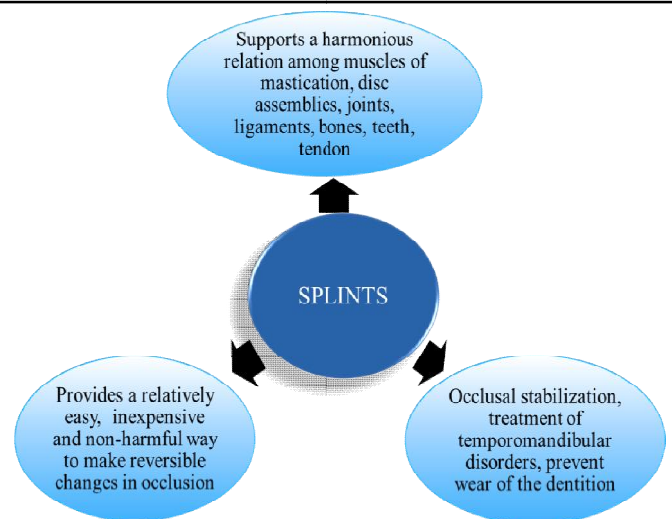 Supports a harmonious
relation among muscles of
mastication, disc
assemblies, joints,
ligaments, bones, teeth,
tendon
SPLINTS
Provides a relatively
easy, inexpensive
and non-harmful way
to make reversible
changes in occlusion
Occlusal stabilization,
treatment of
temporomandibular
disorders, prevent
wear of the dentition